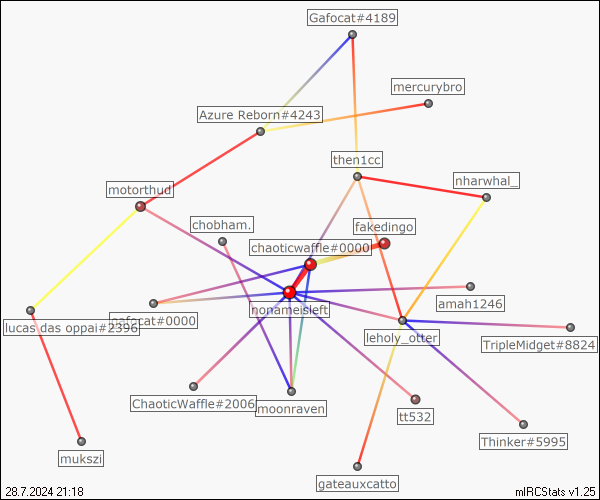 Gafocat#4189
mercurybro
Azure Reborn#4243
then1cc
nharwhal_
motorthud
chobham.
fakedingo
chaoticwaffle#0000
amah1246
nonameisleft
gafocat#0000
lucas das oppai#2396
leholy_otter
TripleMidget#8824
ChaoticWaffle#2006
moonraven
tt532
Thinker#5995
mukszi
gateauxcatto
28.7.2024 21:18
mIRCStats v1.25